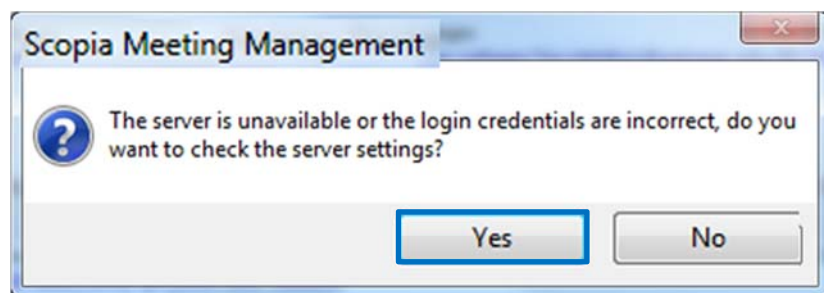 Scopia Meeting Management
The server is unavailable or the login credentials are incorrect, do you
want to check the server settings?
Yes
No